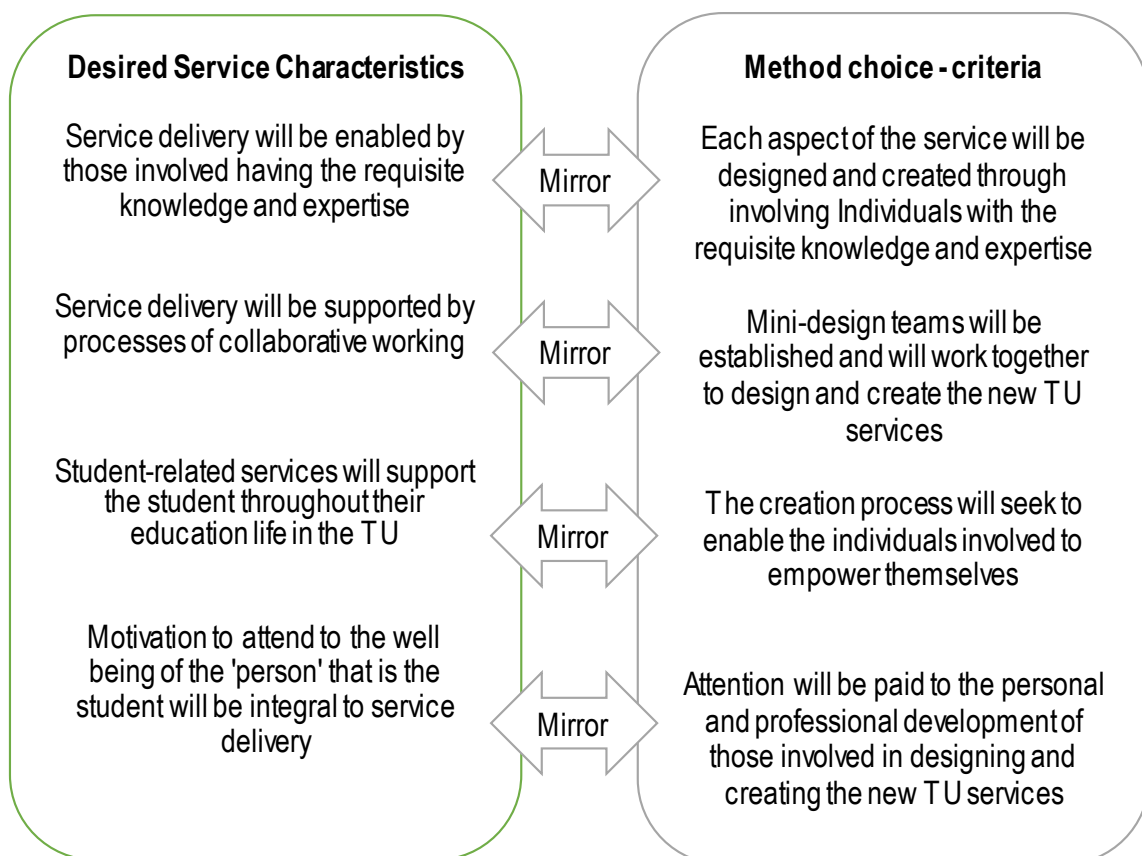 Desired Service Characteristics
Service delivery will be enabled by
those involved having the requisite
knowledge and expertise
Service delivery will be supported by
processes of collaborative working
Student-related services will support
the student throughout their
education life in the TU
Motivation to attend to the well
being of the 'person' that is the
student will be integral to service
delivery
Mirror
Mirror
Mirror
Mirror
Method choice - criteria
Each aspect of the service will be
designed and created through
involving Individuals with the
requisite knowledge and expertise
Mini-design teams will be
established and will work together
to design and create the new TU
services
The creation process will seek to
enable the individuals involved to
empower themselves
Attention will be paid to the personal
and professional development of
those involved in designing and
creating the new TU services